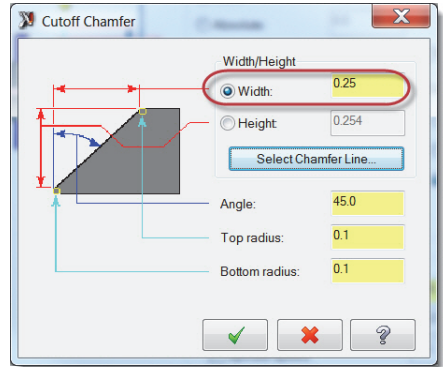 Cutoff Chamfer
Width/Height
Width: 0.25
Height: 0.254
Select Chamfer Line...
Angle: 45.0
Top radius: 0.1
Bottom radius: 0.1